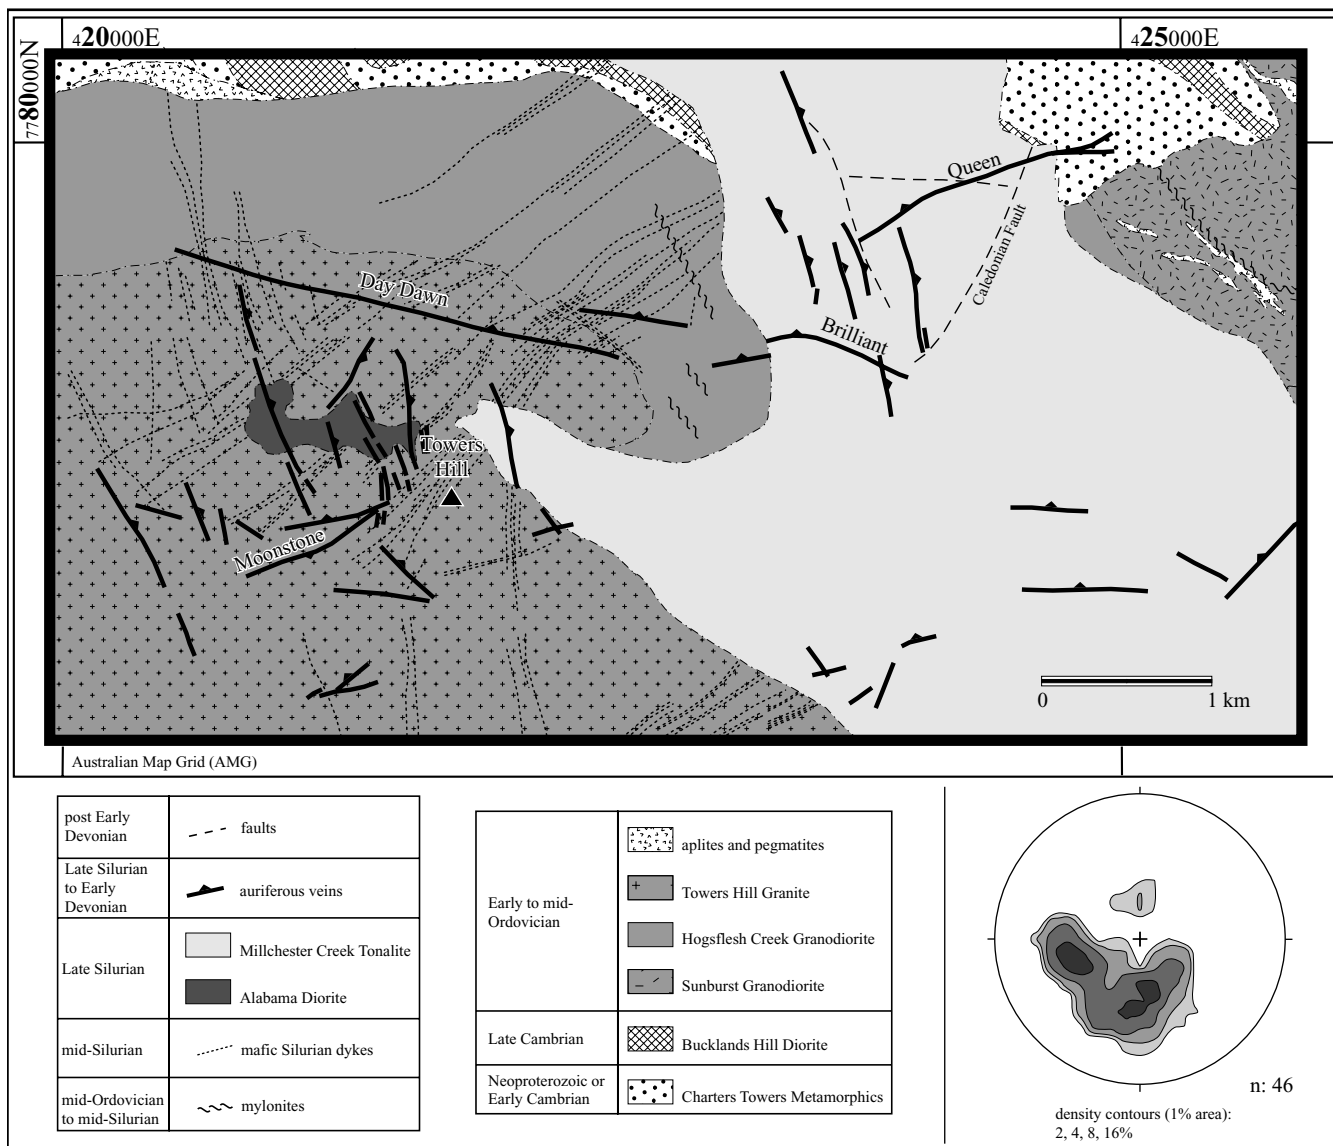 420000E
425000E
7780000N
Queen
Caledonian Fault
Day Dawn
Brilliant
Towers
Hill
Moonstone
0
1 km
Australian Map Grid (AMG)
post Early
Devonian
faults
Late Silurian
to Early
Devonian
auriferous veins
Late Silurian
Millchester Creek Tonalite
Alabama Diorite
mid-Silurian
mafic Silurian dykes
mid-Ordovician
to mid-Silurian
mylonites
Early to mid-
Ordovician
aplites and pegmatites
Towers Hill Granite
Hogsflesh Creek Granodiorite
Sunburst Granodiorite
Late Cambrian
Bucklands Hill Diorite
Neoproterozoic or
Early Cambrian
Charters Towers Metamorphics
n: 46
density contours (1% area):
2, 4, 8, 16%